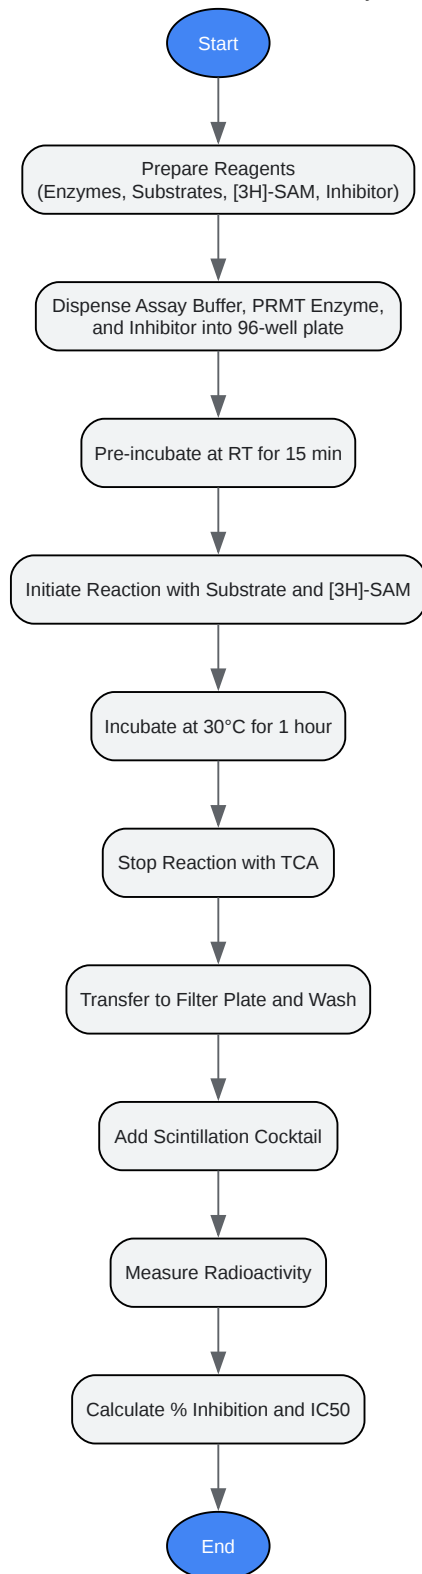 Start
Prepare Reagents
(Enzymes, Substrates, [3H]-SAM, Inhibitor)
Dispense Assay Buffer, PRMT Enzyme,
and Inhibitor into 96-well plate
Pre-incubate at RT for 15 min
Initiate Reaction with Substrate and [3H]-SAM
Incubate at 30°C for 1 hour
Stop Reaction with TCA
Transfer to Filter Plate and Wash
Add Scintillation Cocktail
Measure Radioactivity
Calculate % Inhibition and IC50
End